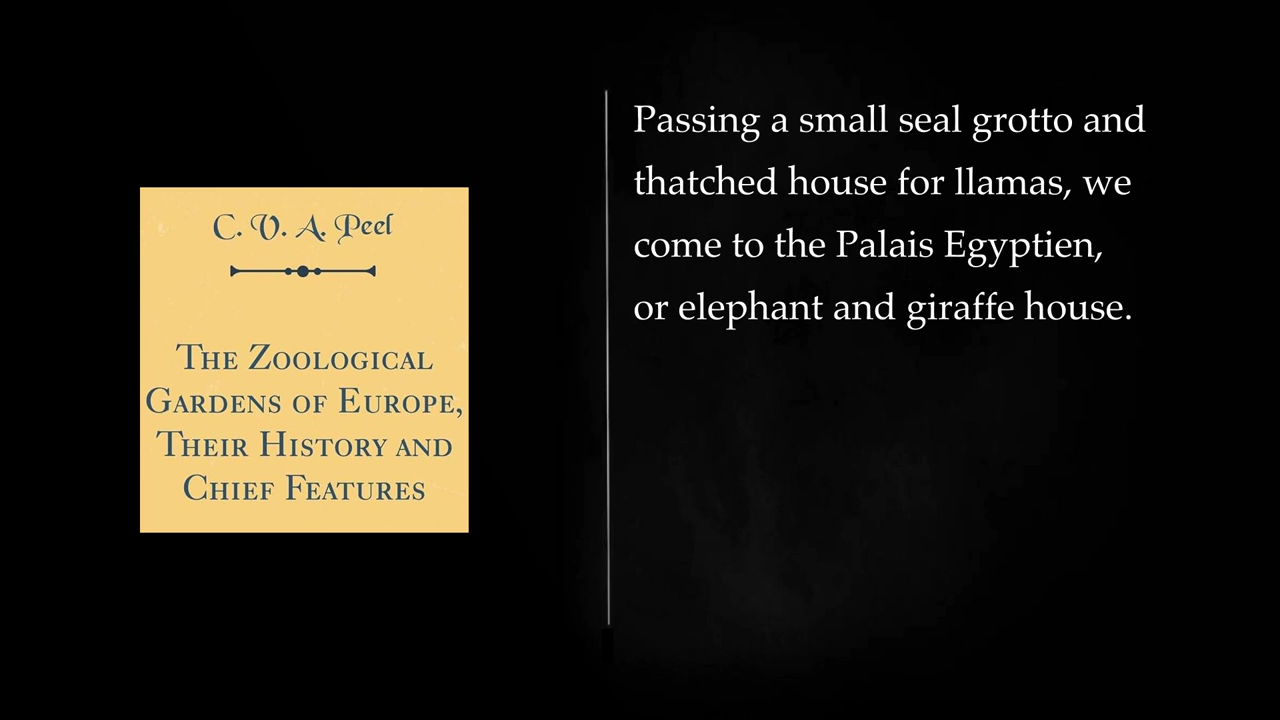 C. V. A. Peel
The Zoological
Gardens of Europe,
Their History and
Chief Features
Passing a small seal grotto and
thatched house for llamas, we
come to the Palais Egyptien,
or elephant and giraffe house.